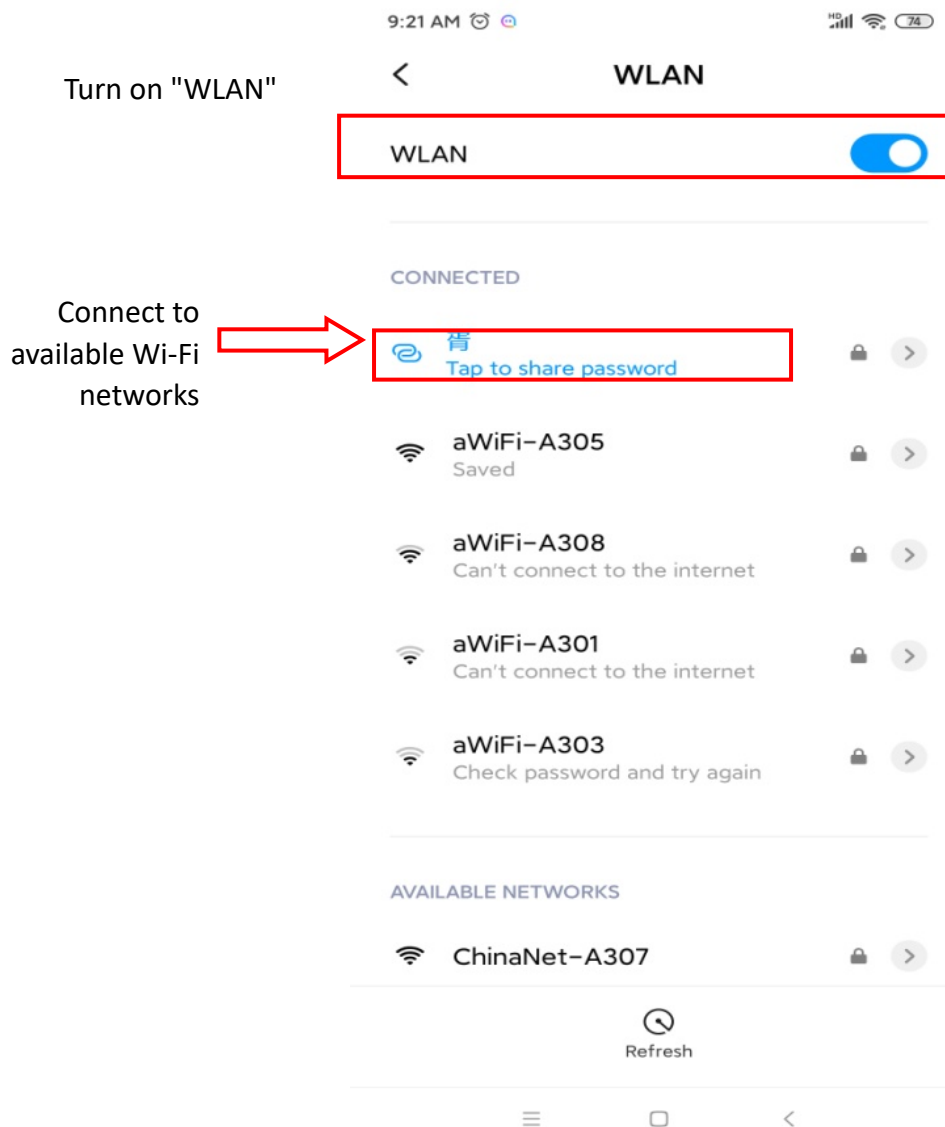 9:21 AM
HD
74
Turn on "WLAN"
WLAN
WLAN
CONNECTED
Connect to
available Wi-Fi
networks
肯
Tap to share password
aWiFi-A305
Saved
aWiFi-A308
Can't connect to the internet
aWiFi-A301
Can't connect to the internet
aWiFi-A303
Check password and try again
AVAILABLE NETWORKS
ChinaNet-A307
Refresh